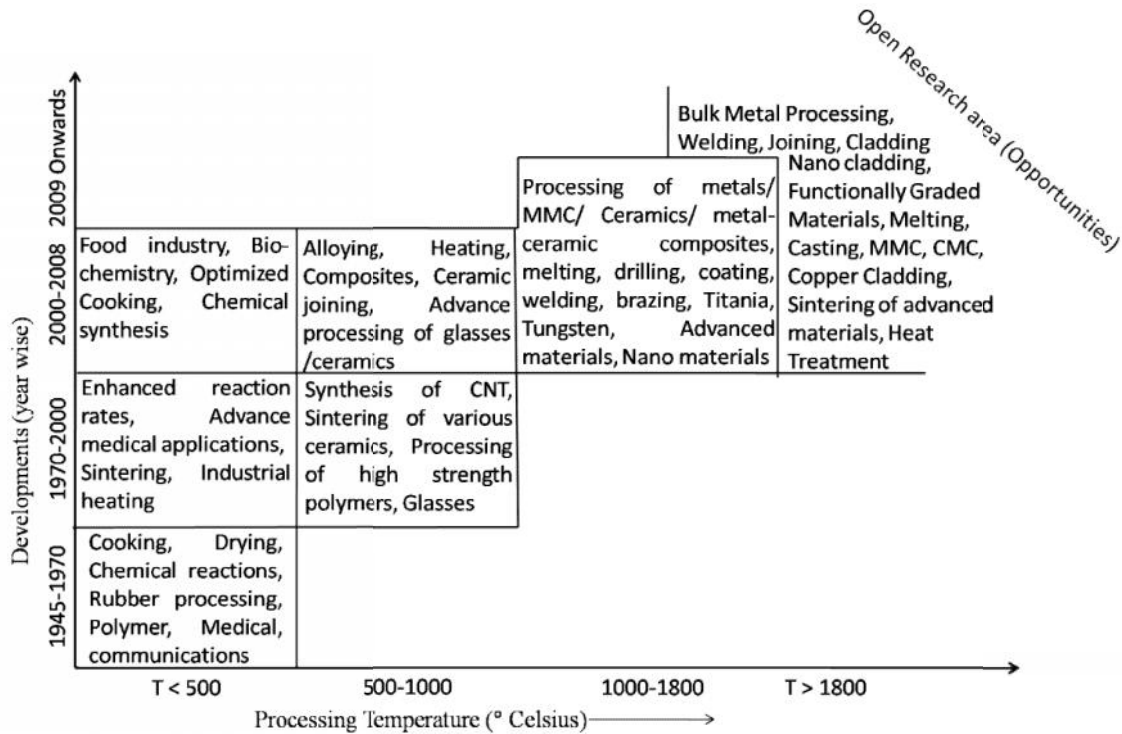 Open Research area (Opportunities)
2009 Onwards
Bulk Metal Processing,
Welding, Joining, Cladding
Nano cladding,
Functionally Graded
Materials, Melting,
Casting, MMC, CMC,
Copper Cladding,
Sintering of advanced
materials, Heat
Treatment
Processing of metals/
MMC/ Ceramics/ metal-
ceramic composites,
melting, drilling, coating,
welding, brazing, Titania,
Tungsten, Advanced
materials, Nano materials
2000-2008
Food industry, Bio-
chemistry, Optimized
Cooking, Chemical
synthesis
Alloying, Heating,
Composites, Ceramic
joining, Advance
processing of glasses
/ceramics
Developments (year wise)
1970-2000
Enhanced reaction
rates, Advance
medical applications,
Sintering, Industrial
heating
Synthesis of CNT,
Sintering of various
ceramics, Processing
of high strength
polymers, Glasses
1945-1970
Cooking, Drying,
Chemical reactions,
Rubber processing,
Polymer, Medical,
communications
T < 500
500-1000
1000-1800
T > 1800
Processing Temperature (° Celsius)